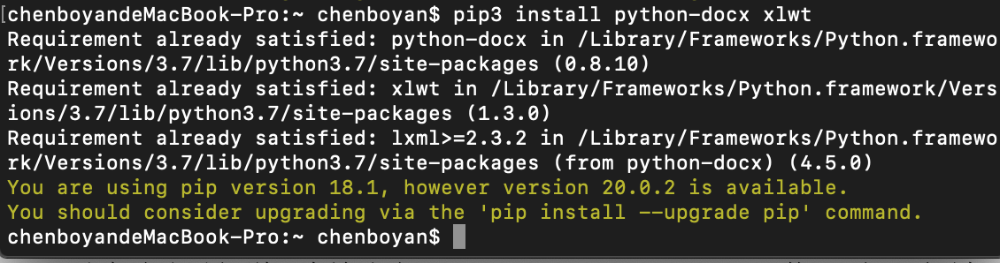 [chenboyandeMacBook-Pro:~ chenboyan$ pip3 install python-docx xlwt
Requirement already satisfied: python-docx in /Library/Frameworks/Python.framewo
rk/Versions/3.7/lib/python3.7/site-packages (0.8.10)
Requirement already satisfied: xlwt in /Library/Frameworks/Python.framework/Vers
ions/3.7/lib/python3.7/site-packages (1.3.0)
Requirement already satisfied: lxml>=2.3.2 in /Library/Frameworks/Python.framewo
rk/Versions/3.7/lib/python3.7/site-packages (from python-docx) (4.5.0)
You are using pip version 18.1, however version 20.0.2 is available.
You should consider upgrading via the 'pip install --upgrade pip' command.
chenboyandeMacBook-Pro:~ chenboyan$